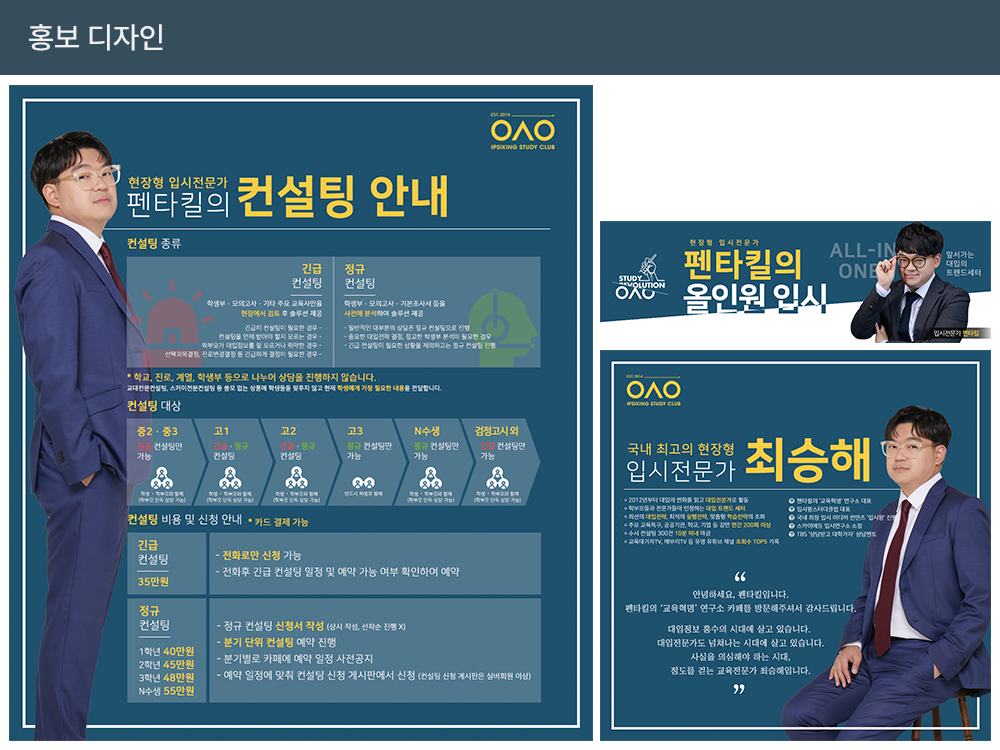 홍보 디자인
EST. 2014
OΛO
IPSIKING STUDY CLUB
현장형 입시전문가
펜타킬의 컨설팅 안내
컨설팅 종류
긴급
컨설팅
학생부 · 모의고사 · 기타 주요 교육사안을
현장에서 검토 후 솔루션 제공
긴급히 컨설팅이 필요한 경우 -
컨설팅을 언제 받아야 할지 모르는 경우 -
학부모가 대입정보를 잘 모르거나 취약한 경우 -
선택과목결정, 진로변경결정 등 긴급하게 결정이 필요한 경우 -
정규
컨설팅
학생부 · 모의고사 · 기본조사서 등을
사전에 분석하여 솔루션 제공
- 일반적인 대부분의 상담은 정규 컨설팅으로 진행
- 중요한 대입전략 결정, 정교한 학생부 분석이 필요한 경우
- 긴급 컨설팅이 필요한 상황을 제외하고는 정규 컨설팅 진행
* 학교, 진로, 계열, 학생부 등으로 나누어 상담을 진행하지 않습니다.
교대전문컨설팅, 스카이전문컨설팅 등 쓸모 없는 상품에 학생들을 맞추지 않고 현재 학생에게 가장 필요한 내용을 전달합니다.
컨설팅 대상
중2 · 중3
긴급 컨설팅만
가능
학생 · 학부모와 함께
(학부모 단독 상담 가능)
고1
긴급 · 정규
컨설팅
학생 · 학부모와 함께
(학부모 단독 상담 가능)
고2
긴급 · 정규
컨설팅
학생 · 학부모와 함께
(학부모 단독 상담 가능)
고3
정규 컨설팅만
가능
반드시 학생과 함께
N수생
정규 컨설팅만
가능
학생 · 학부모와 함께
(학부모 단독 상담 가능)
검정고시 외
긴급 컨설팅만
가능
학생 · 학부모와 함께
(학부모 단독 상담 가능)
컨설팅 비용 및 신청 안내 * 카드 결제 가능
긴급
컨설팅
35만원
- 전화로만 신청 가능
- 전화후 긴급 컨설팅 일정 및 예약 가능 여부 확인하여 예약
정규
컨설팅
1학년 40만원
2학년 45만원
3학년 48만원
N수생 55만원
- 정규 컨설팅 신청서 작성 (상시 작성, 선착순 진행 X)
- 분기 단위 컨설팅 예약 진행
- 분기별로 카페에 예약 일정 사전공지
- 예약 일정에 맞춰 컨설팅 신청 게시판에서 신청 (컨설팅 신청 게시판은 실버회원 이상)
STUDY
REVOLUTION
OΛO
현장형 입시전문가
펜타킬의
올인원 입시
ALL-IN
ONE
앞서가는
대입의
트렌드세터
입시전문가 펜타킬
EST. 2014
OΛO
IPSIKING STUDY CLUB
국내 최고의 현장형
입시전문가 최승해
2012년부터 대입의 변화를 읽고 대입전문가로 활동
학부모들과 전문가들이 인정하는 대입 트렌드 세터
최선의 대입전략, 최적의 실행전략, 맞춤형 학습전략의 조화
주요 교육특구, 공공기관, 학교, 기업 등 강연 연간 200회 이상
수시 컨설팅 300건 10분 이내 마감
교육대기자TV, 해부리TV 등 유명 유튜브 채널 조회수 TOP5 기록
펜타킬의 '교육혁명' 연구소 대표
입시왕스터디클럽 대표
국내 최장 입시 미디어 컨텐츠 '입시왕' 진행
스카이에듀 입시연구소 소장
TBS '상담받고 대학가자' 상담멘토
“
안녕하세요, 펜타킬입니다.
펜타킬의 '교육혁명' 연구소 카페를 방문해주셔서 감사드립니다.
대입정보 홍수의 시대에 살고 있습니다.
대입전문가도 넘쳐나는 시대에 살고 있습니다.
사실을 의심해야 하는 시대,
정도를 걷는 교육전문가 최승해입니다.
”